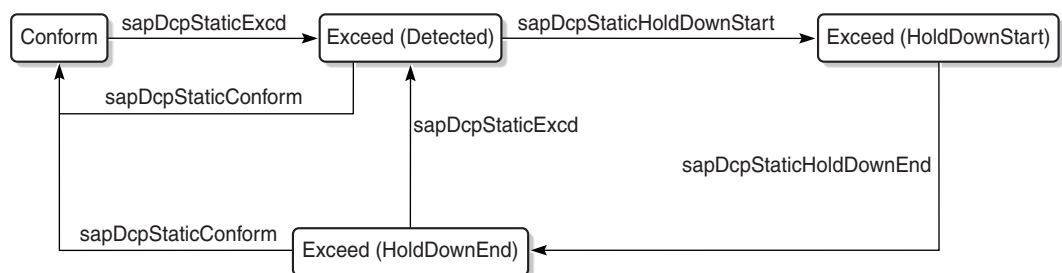 Conform
sapDcpStaticExcd
Exceed (Detected)
sapDcpStaticHoldDownStart
Exceed (HoldDownStart)
sapDcpStaticConform
sapDcpStaticExcd
sapDcpStaticHoldDownEnd
sapDcpStaticConform
Exceed (HoldDownEnd)